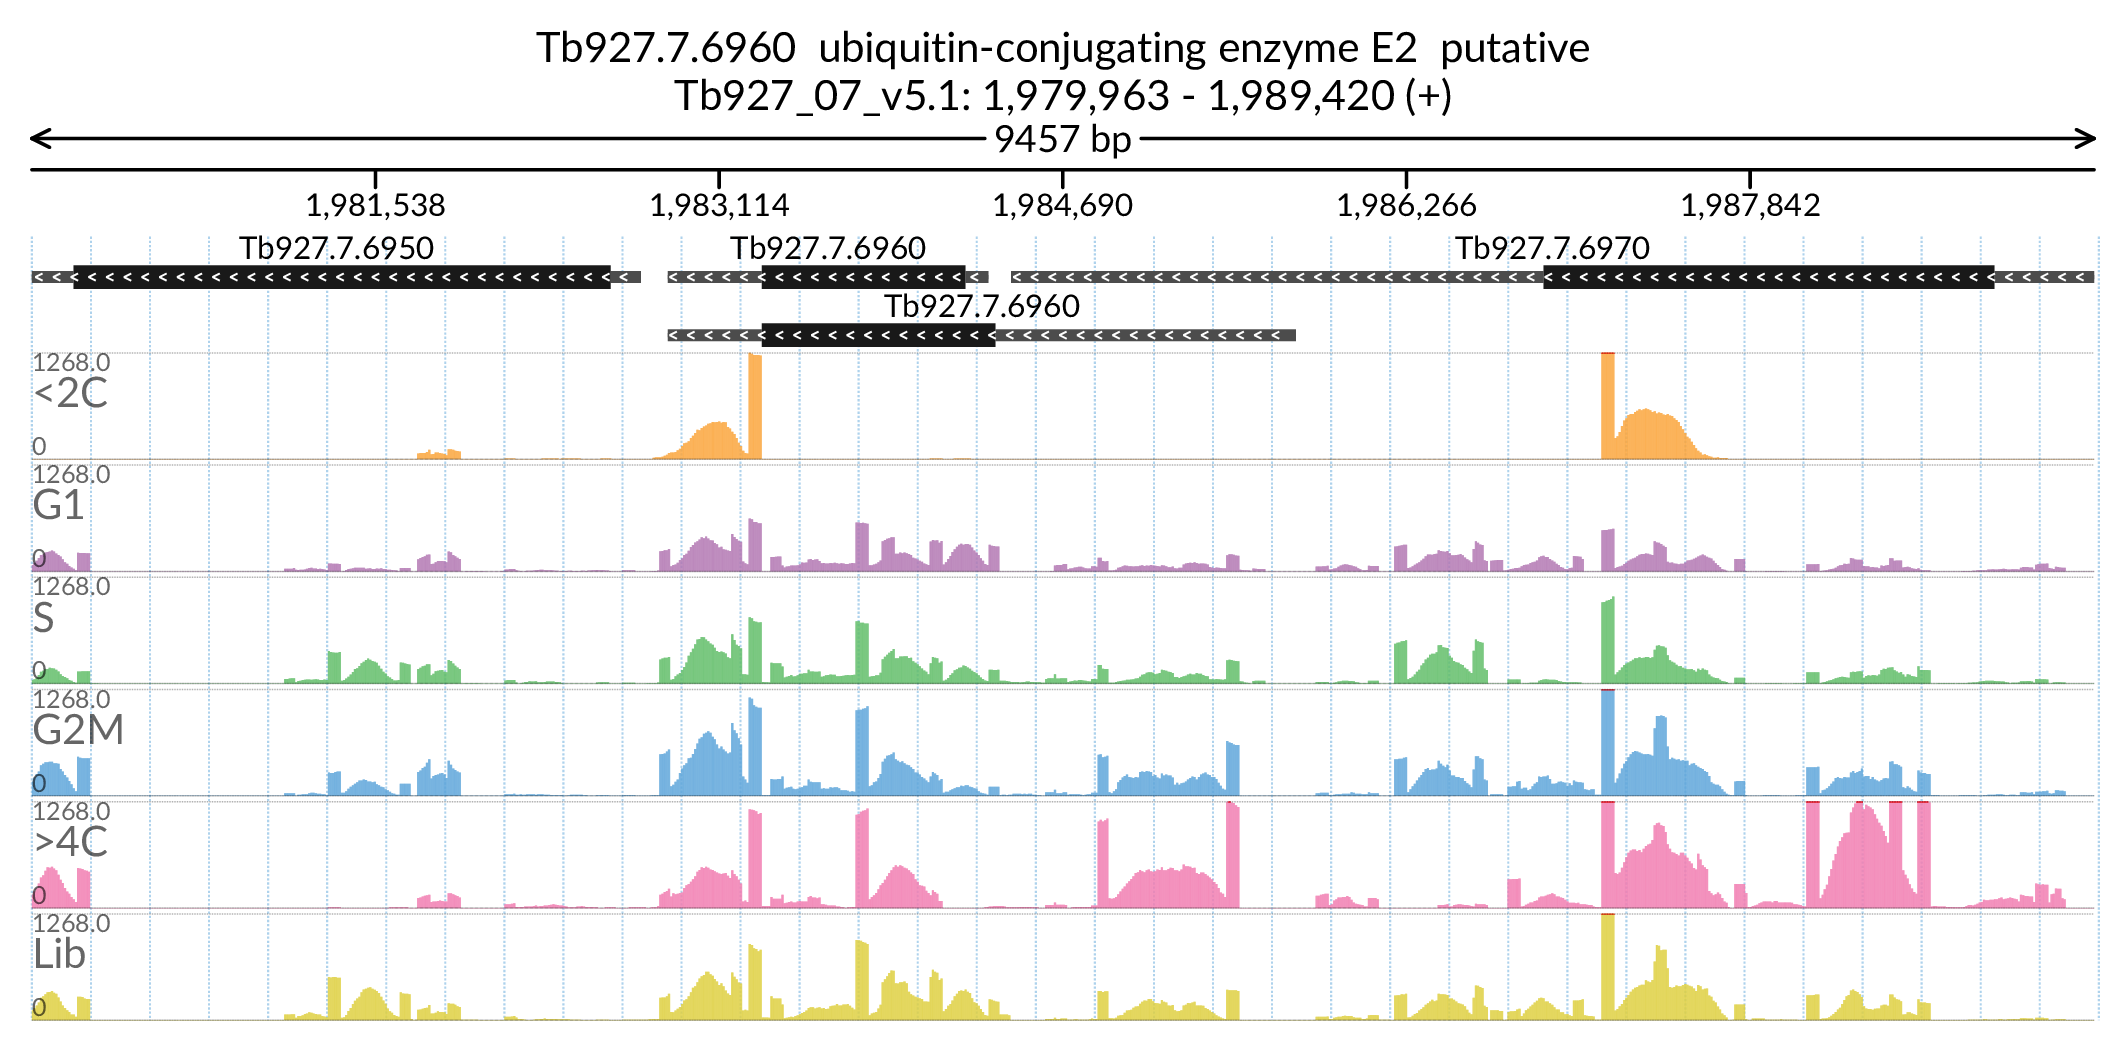 Tb927.7.6960  ubiquitin-conjugating enzyme E2  putative
Tb927_07_v5.1: 1,979,963 - 1,989,420 (+)
9457 bp
1,981,538 1,983,114 1,984,690 1,986,266 1,987,842
Tb927.7.6950 Tb927.7.6960 Tb927.7.6970
Tb927.7.6960
1268.0
<2C
0
1268.0
G1
0
1268.0
S
0
1268.0
G2M
0
1268.0
>4C
0
1268.0
Lib
0